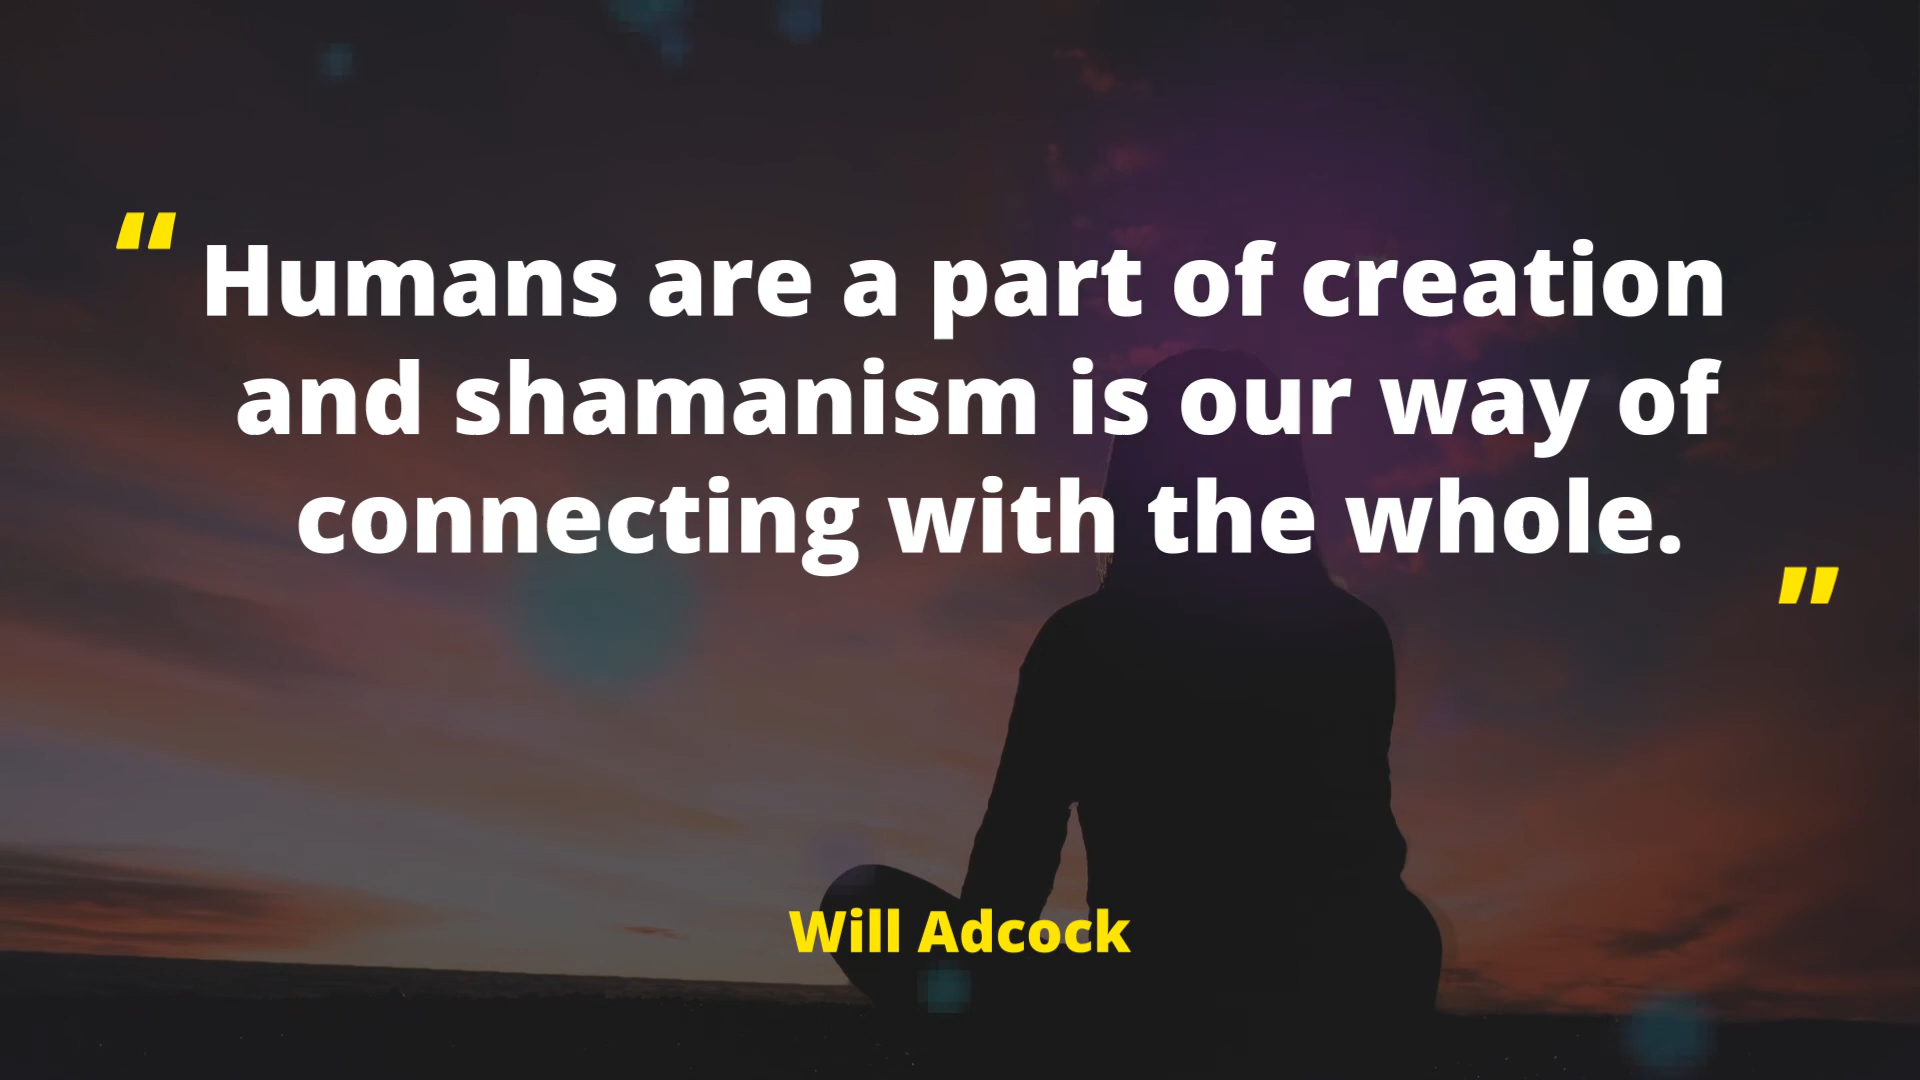 “ Humans are a part of creation
and shamanism is our way of
connecting with the whole. ”
Will Adcock